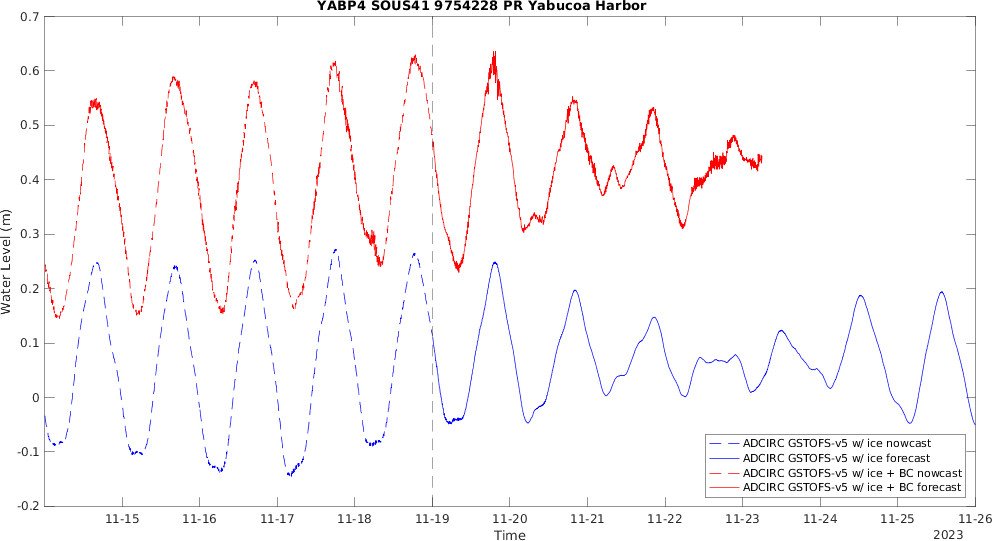 YABP4 SOUS41 9754228 PR Yabucoa Harbor
Water Level (m)
0.7
0.6
0.5
0.4
0.3
0.2
0.1
0
-0.1
-0.2
ADCIRC GSTOFS-v5 w/ ice nowcast
ADCIRC GSTOFS-v5 w/ ice forecast
ADCIRC GSTOFS-v5 w/ ice + BC nowcast
ADCIRC GSTOFS-v5 w/ ice + BC forecast
11-15 11-16 11-17 11-18 11-19 11-20 11-21 11-22 11-23 11-24 11-25 11-26
Time
2023